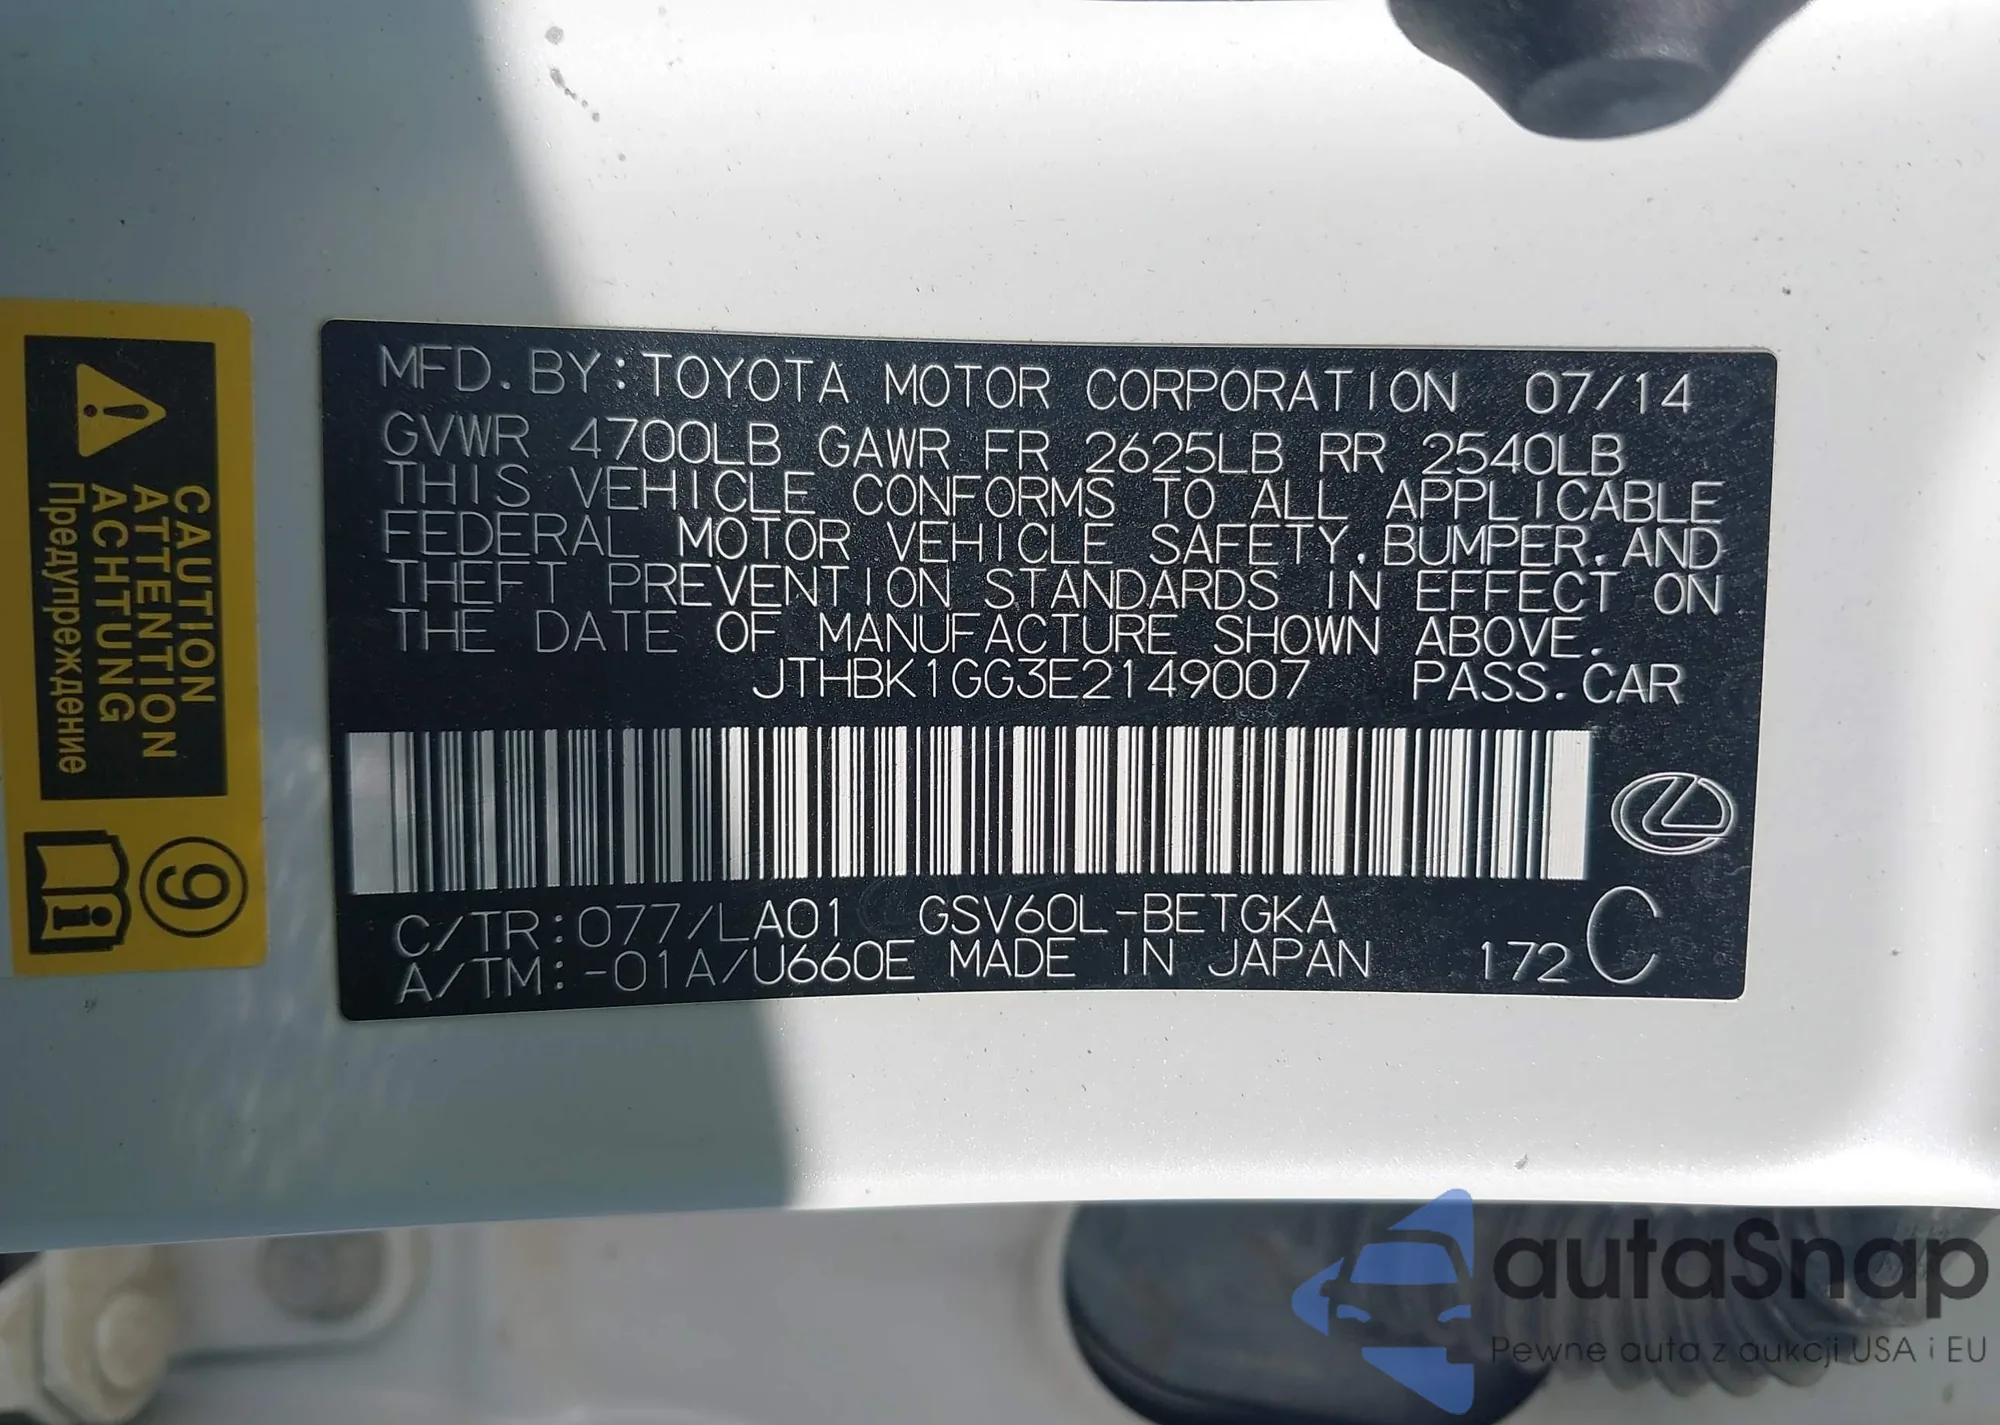 MFD. BY: TOYOTA MOTOR CORPORATION 07/14
GVWR 4700LB GAWR FR 2625LB RR 2540LB
THIS VEHICLE CONFORMS TO ALL APPLICABLE
FEDERAL MOTOR VEHICLE SAFETY, BUMPER, AND
THEFT PREVENTION STANDARDS IN EFFECT ON
THE DATE OF MANUFACTURE SHOWN ABOVE.
JTHBK1GG3E2149007 PASS. CAR
C/TR: 077/LA01 GSV60L-BETGKA
A/TM: -01A/U660E MADE IN JAPAN 172 C
CAUTION
ATTENTION
ACHTUNG
Предупреждение
9
autaSnap
Pewne auta z aukcji USA i EU